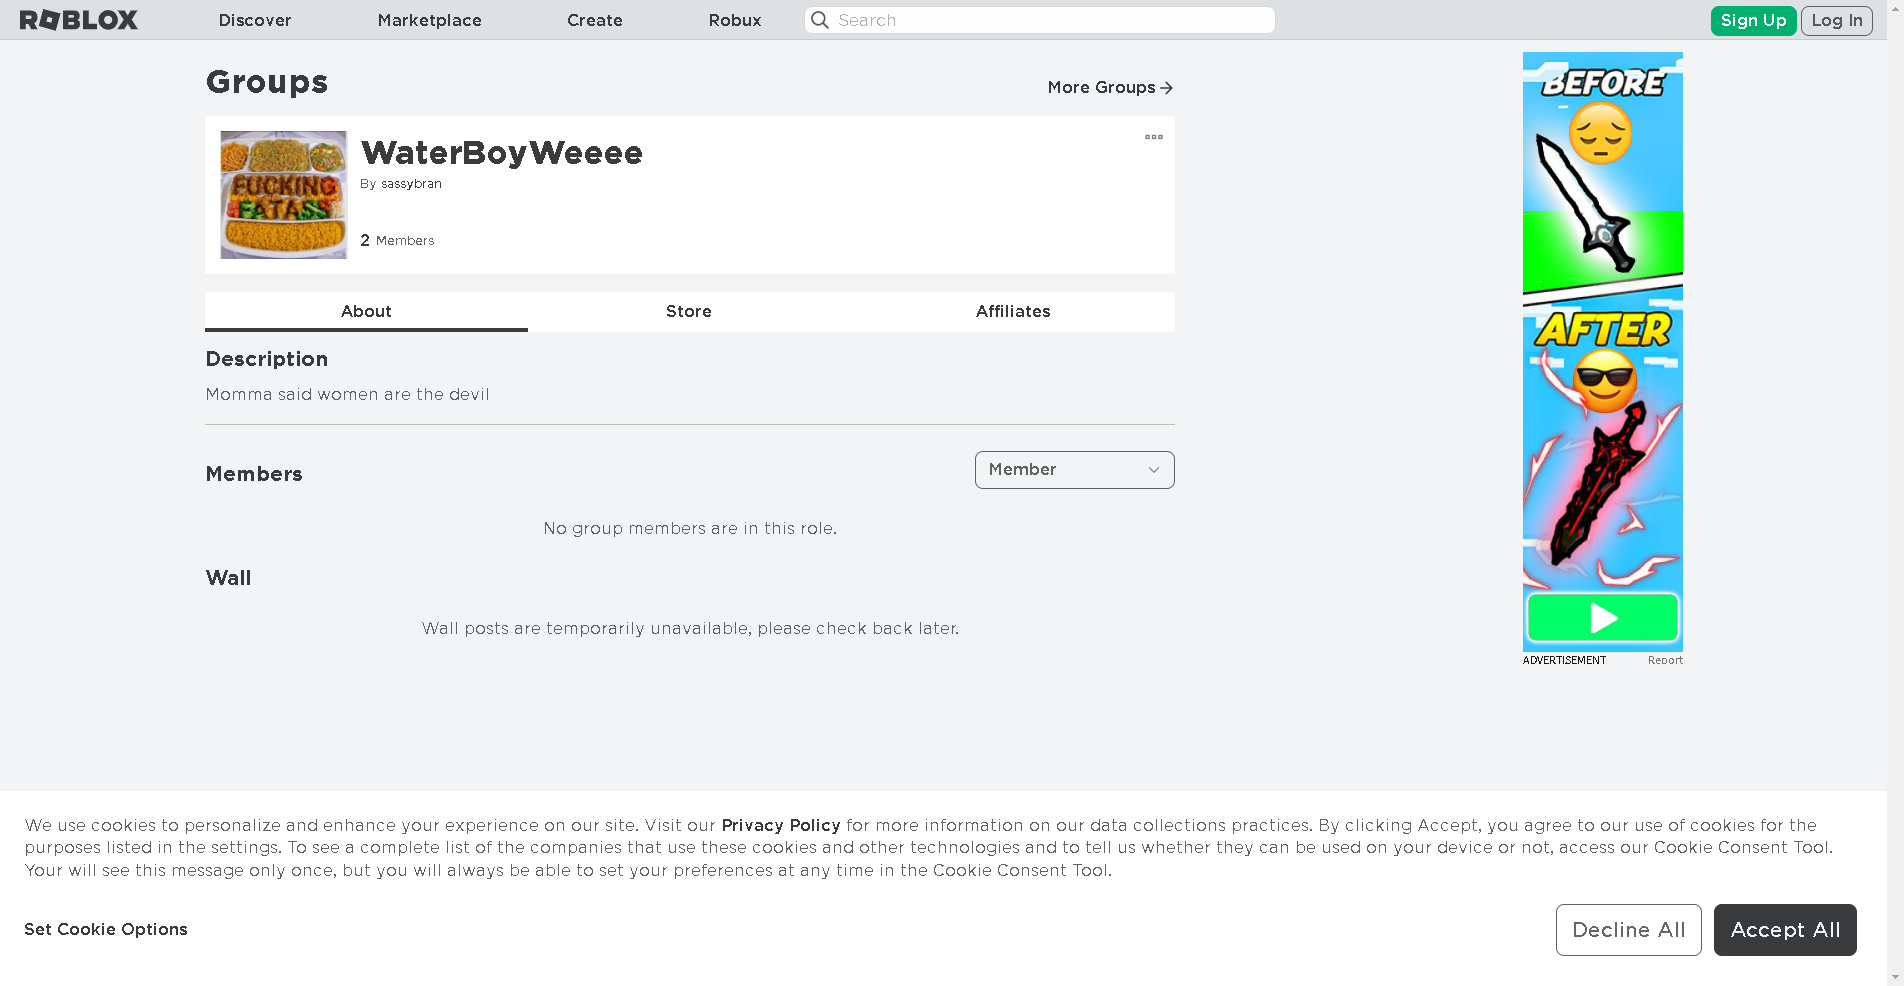 ROBLOX
Discover
Marketplace
Create
Robux
Search
Sign Up
Log In
Groups
More Groups
WaterBoyWeeee
By sassybran
2 Members
FUCKING
About
Store
Affiliates
Description
Momma said women are the devil
Members
Member
No group members are in this role.
Wall
Wall posts are temporarily unavailable, please check back later.
BEFORE
AFTER
ADVERTISEMENT
Report
We use cookies to personalize and enhance your experience on our site. Visit our Privacy Policy for more information on our data collections practices. By clicking Accept, you agree to our use of cookies for the
purposes listed in the settings. To see a complete list of the companies that use these cookies and other technologies and to tell us whether they can be used on your device or not, access our Cookie Consent Tool.
Your will see this message only once, but you will always be able to set your preferences at any time in the Cookie Consent Tool.
Set Cookie Options
Decline All
Accept All